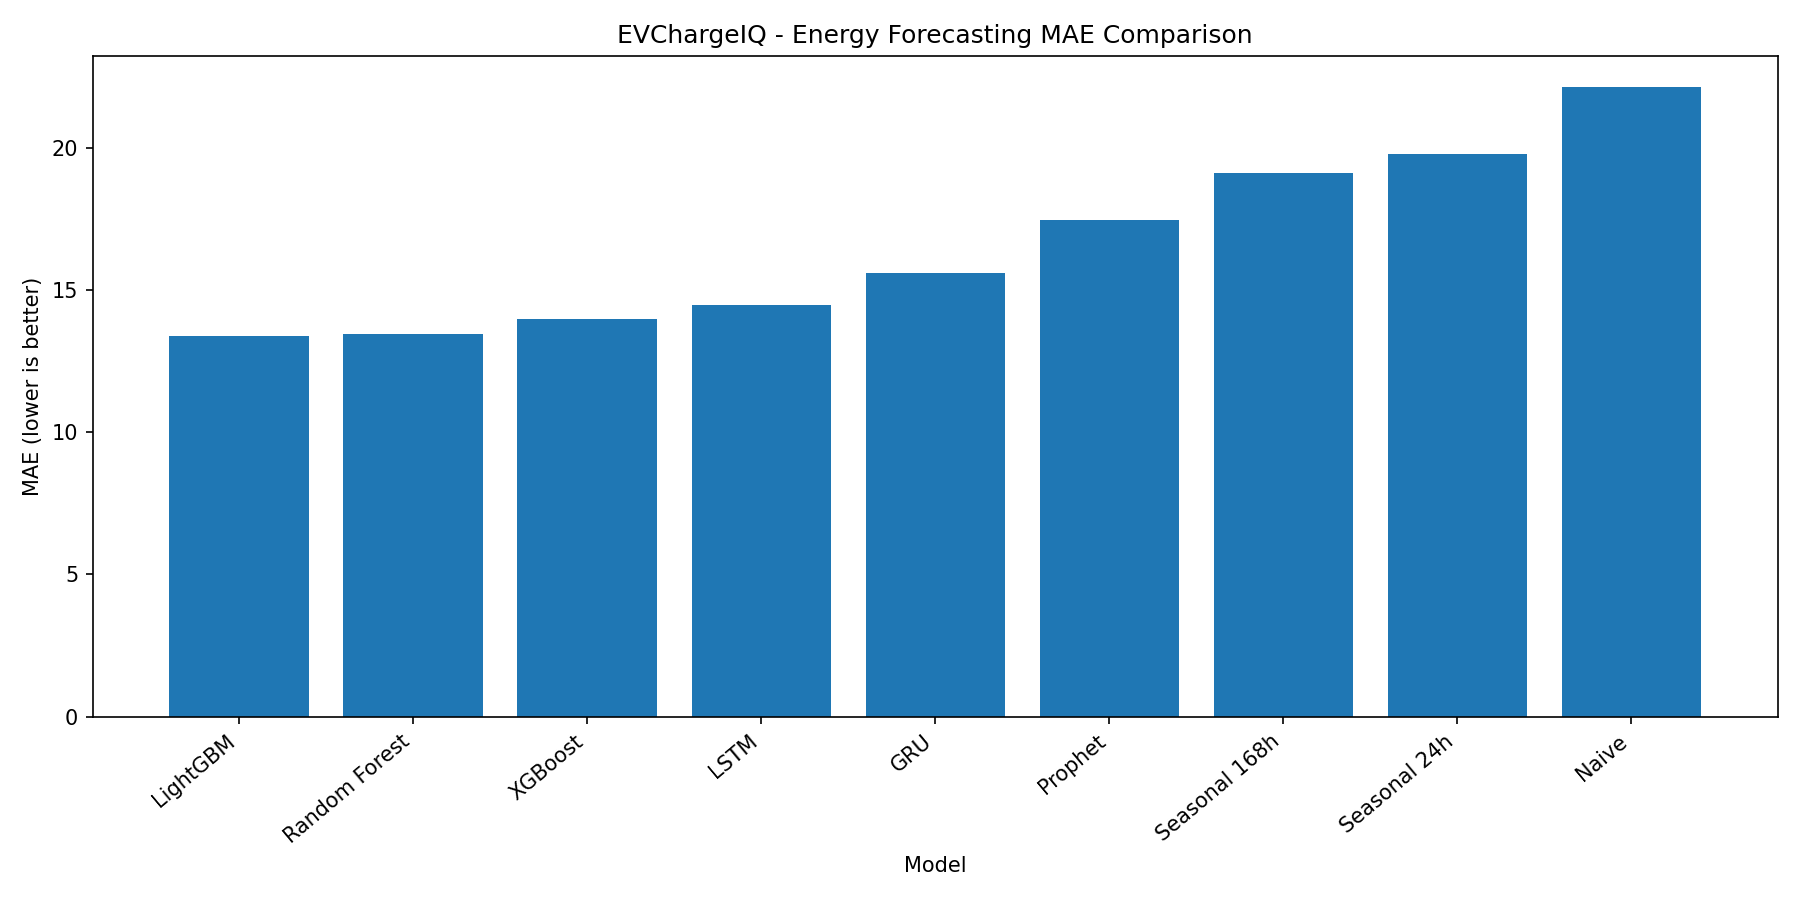 EVChargeIQ - Energy Forecasting MAE Comparison
MAE (lower is better)
20
15
10
5
0
LightGBM
Random Forest
XGBoost
LSTM
GRU
Prophet
Seasonal 168h
Seasonal 24h
Naive
Model